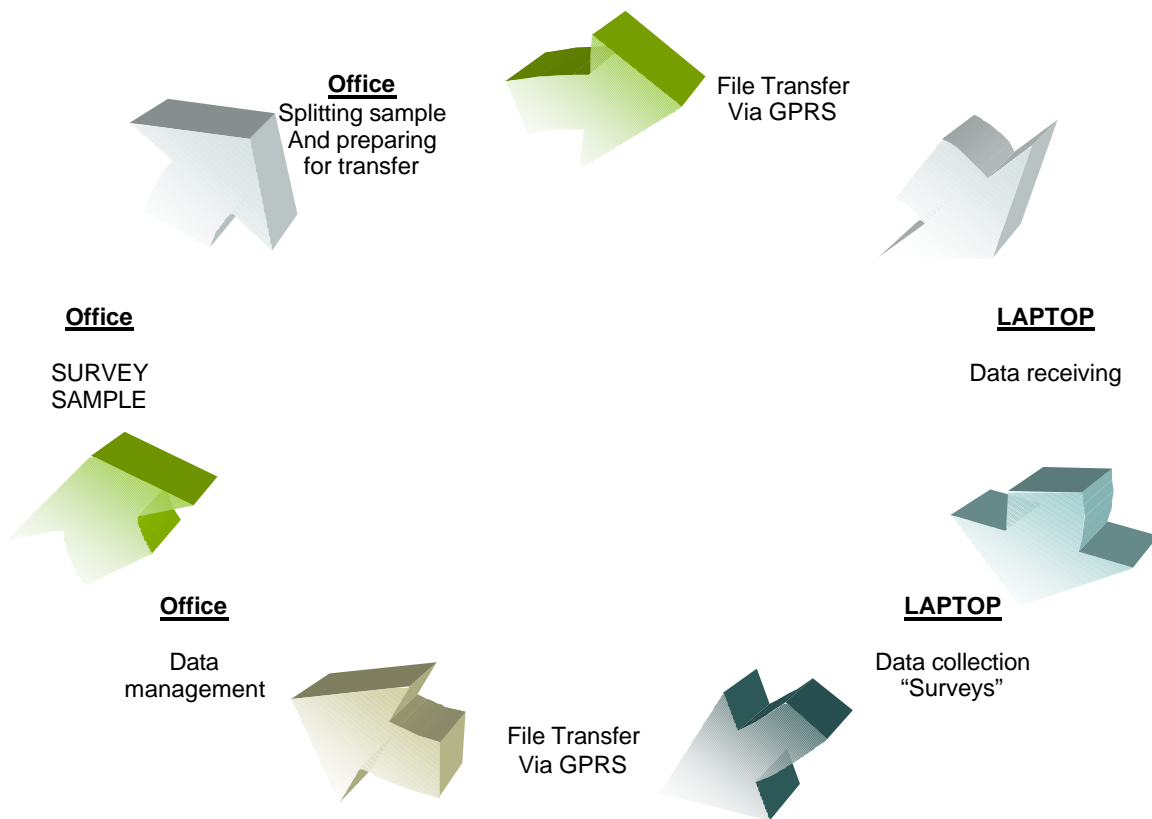 Office
Splitting sample
And preparing
for transfer
File Transfer
Via GPRS
Office
SURVEY
SAMPLE
LAPTOP
Data receiving
Office
Data
management
LAPTOP
Data collection
“Surveys”
File Transfer
Via GPRS